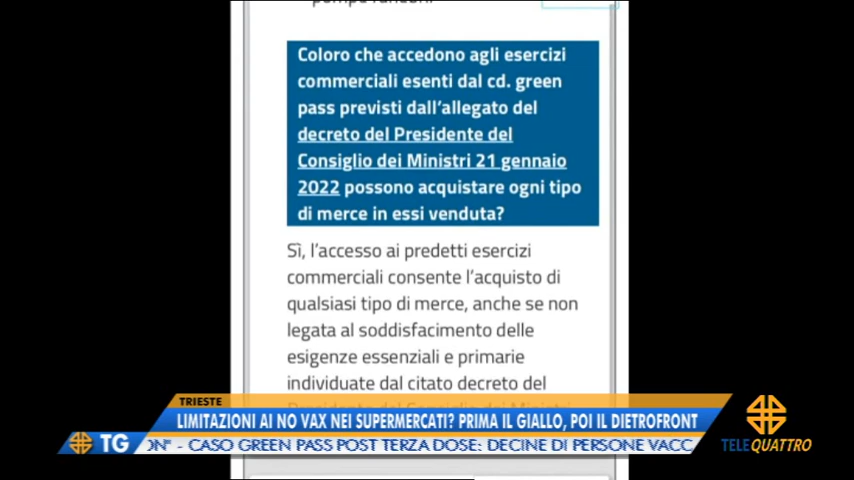 Coloro che accedono agli esercizi
commerciali esenti dal cd. green
pass previsti dall'allegato del
decreto del Presidente del
Consiglio dei Ministri 21 gennaio
2022 possono acquistare ogni tipo
di merce in essi venduta?
Sì, l'accesso ai predetti esercizi
commerciali consente l'acquisto di
qualsiasi tipo di merce, anche se non
legata al soddisfacimento delle
esigenze essenziali e primarie
individuate dal citato decreto del
TRIESTE
LIMITAZIONI AI NO VAX NEI SUPERMERCATI? PRIMA IL GIALLO, POI IL DIETROFRONT
TG
ON" - CASO GREEN PASS POST TERZA DOSE: DECINE DI PERSONE VACC
TELEQUATTRO